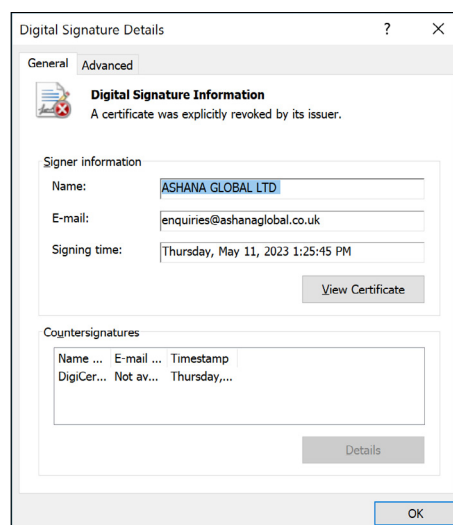 Digital Signature Details ? ×
General Advanced
Digital Signature Information
A certificate was explicitly revoked by its issuer.
Signer information
Name: ASHANA GLOBAL LTD
E-mail: enquiries@ashanaglobal.co.uk
Signing time: Thursday, May 11, 2023 1:25:45 PM
View Certificate
Countersignatures
Name ... E-mail ... Timestamp
DigiCer... Not av... Thursday,...
Details
OK